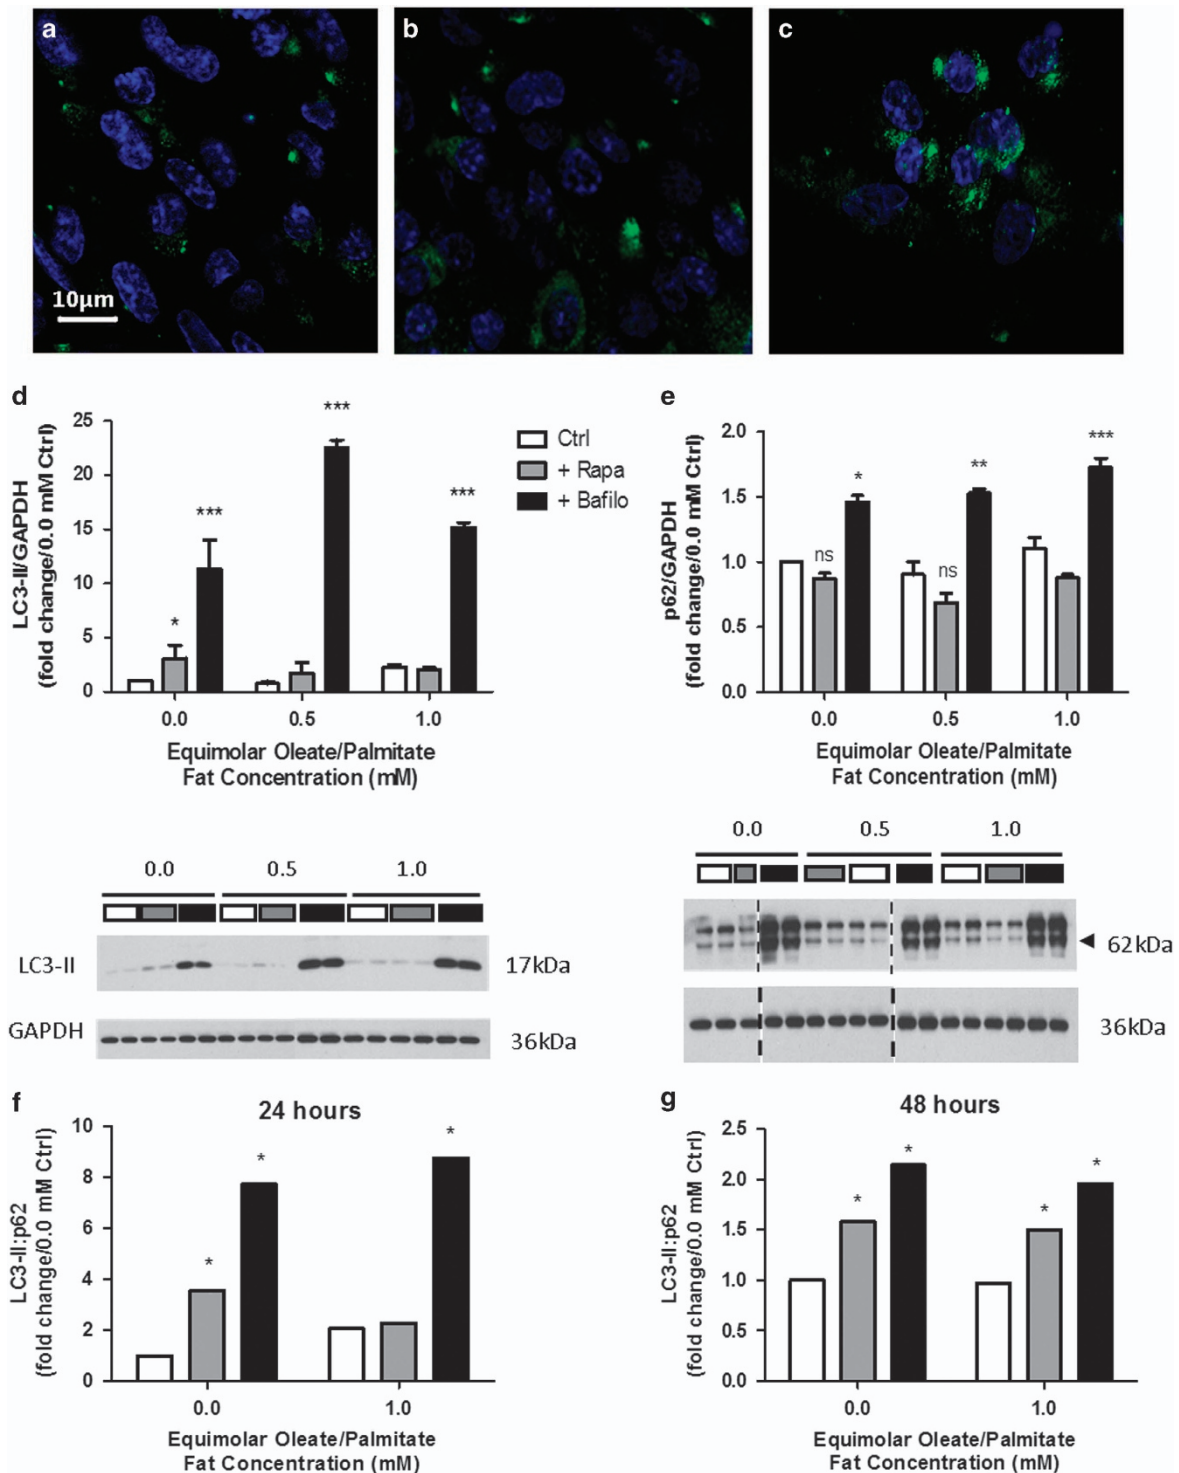 a
b
c
10μm
d
25
20
15
10
5
0
LC3-II/GAPDH
(fold change/0.0 mM Ctrl)
***
*
***
***
0.0
0.5
1.0
Equimolar Oleate/Palmitate
Fat Concentration (mM)
Ctrl
+ Rapa
+ Bafilo
e
2.0
1.5
1.0
0.5
0.0
p62/GAPDH
(fold change/0.0 mM Ctrl)
ns
*
ns
**
***
0.0
0.5
1.0
Equimolar Oleate/Palmitate
Fat Concentration (mM)
0.0
0.5
1.0
LC3-II
17kDa
GAPDH
36kDa
0.0
0.5
1.0
62kDa
36kDa
f
24 hours
10
8
6
4
2
0
LC3-II:p62
(fold change/0.0 mM Ctrl)
*
*
*
0.0
1.0
Equimolar Oleate/Palmitate
Fat Concentration (mM)
g
48 hours
2.5
2.0
1.5
1.0
0.5
0.0
LC3-II:p62
(fold change/0.0 mM Ctrl)
*
*
*
*
0.0
1.0
Equimolar Oleate/Palmitate
Fat Concentration (mM)